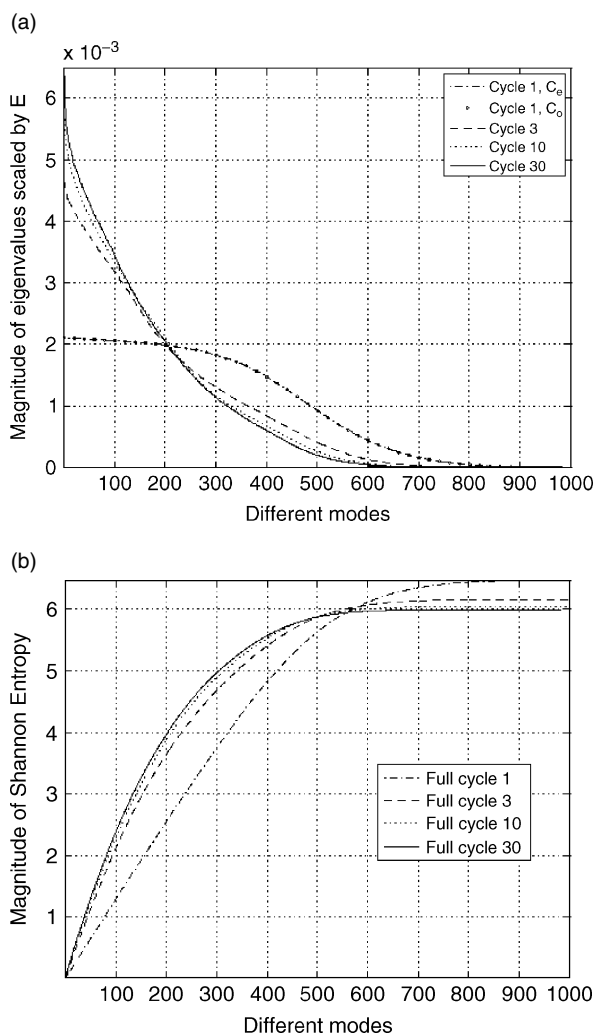 (a)
x 10⁻³
6
5
4
3
2
1
0
Magnitude of eigenvalues scaled by E
Cycle 1, Cₑ
Cycle 1, Cₒ
Cycle 3
Cycle 10
Cycle 30
100 200 300 400 500 600 700 800 900 1000
Different modes
(b)
6
5
4
3
2
1
Magnitude of Shannon Entropy
Full cycle 1
Full cycle 3
Full cycle 10
Full cycle 30
100 200 300 400 500 600 700 800 900 1000
Different modes